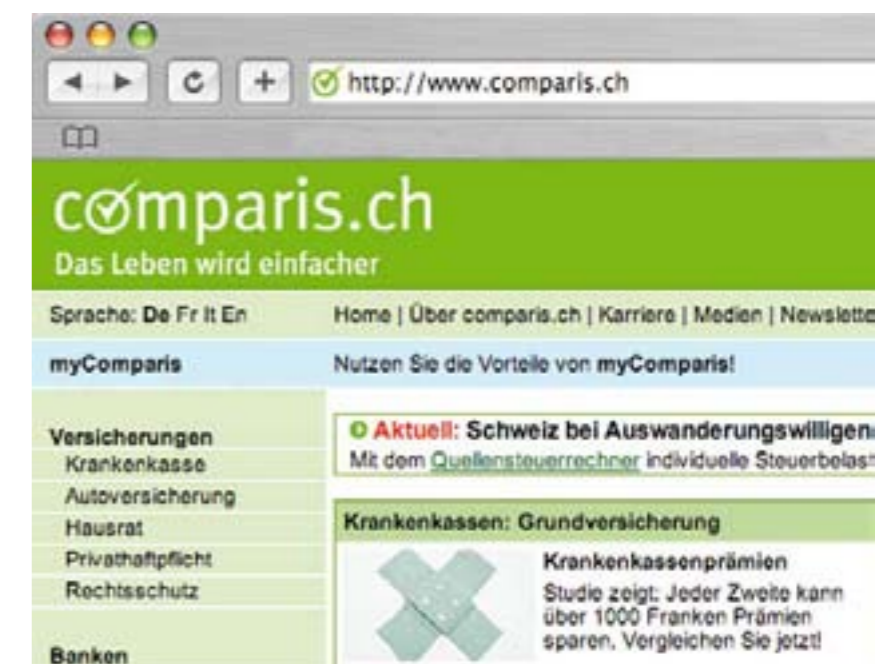 http://www.comparis.ch
comparis.ch
Das Leben wird einfacher
Sprache: De Fr It En
Home | Über comparis.ch | Karriere | Medien | Newslette
myComparis
Nutzen Sie die Vorteile von myComparis!
Versicherungen
Krankenkasse
Autoversicherung
Hausrat
Privathaftpflicht
Rechtsschutz
Banken
Aktuell: Schweiz bei Auswanderungswilligen
Mit dem Quellensteuerrechner individuelle Steuerbelast
Krankenkassen: Grundversicherung
Krankenkassenprämien
Studie zeigt: Jeder Zweite kann
über 1000 Franken Prämien
sparen. Vergleichen Sie jetzt!